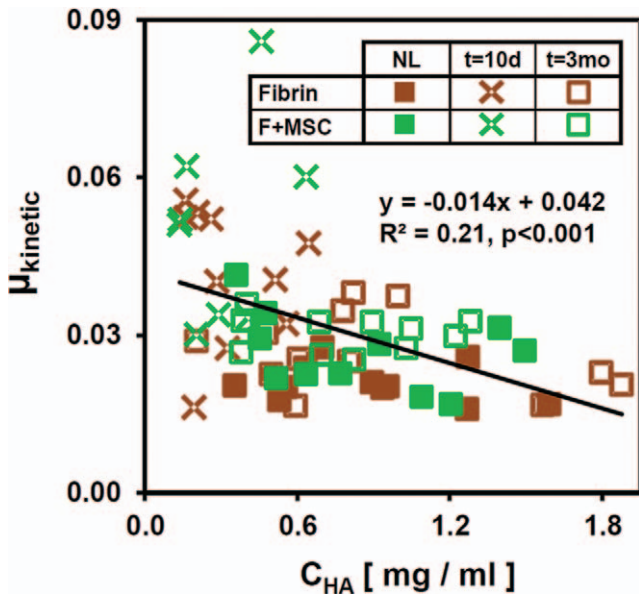 0.09
NL t=10d t=3mo
Fibrin
F+MSC
0.06
y = -0.014x + 0.042
R² = 0.21, p<0.001
μkinetic
0.03
0.00
0.0 0.6 1.2 1.8
CHA [ mg / ml ]